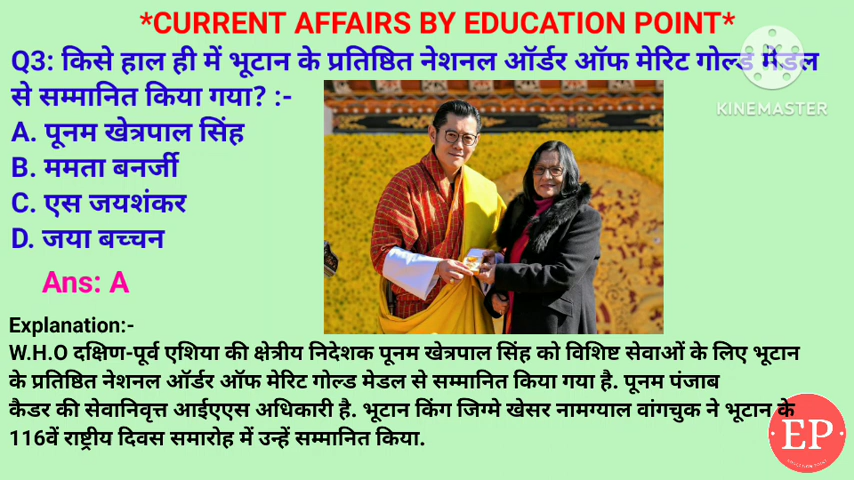 *CURRENT AFFAIRS BY EDUCATION POINT*
Q3: किसे हाल ही में भूटान के प्रतिष्ठित नेशनल ऑर्डर ऑफ मेरिट गोल्ड मेडल
से सम्मानित किया गया? :-
KINEMASTER
A. पूनम खेत्रपाल सिंह
B. ममता बनर्जी
C. एस जयशंकर
D. जया बच्चन
Ans: A
Explanation:-
W.H.O दक्षिण-पूर्व एशिया की क्षेत्रीय निदेशक पूनम खेत्रपाल सिंह को विशिष्ट सेवाओं के लिए भूटान
के प्रतिष्ठित नेशनल ऑर्डर ऑफ मेरिट गोल्ड मेडल से सम्मानित किया गया है. पूनम पंजाब
कैडर की सेवानिवृत्त आईएएस अधिकारी है. भूटान किंग जिग्मे खेसर नामग्याल वांगचुक ने भूटान के
116वें राष्ट्रीय दिवस समारोह में उन्हें सम्मानित किया.
EP